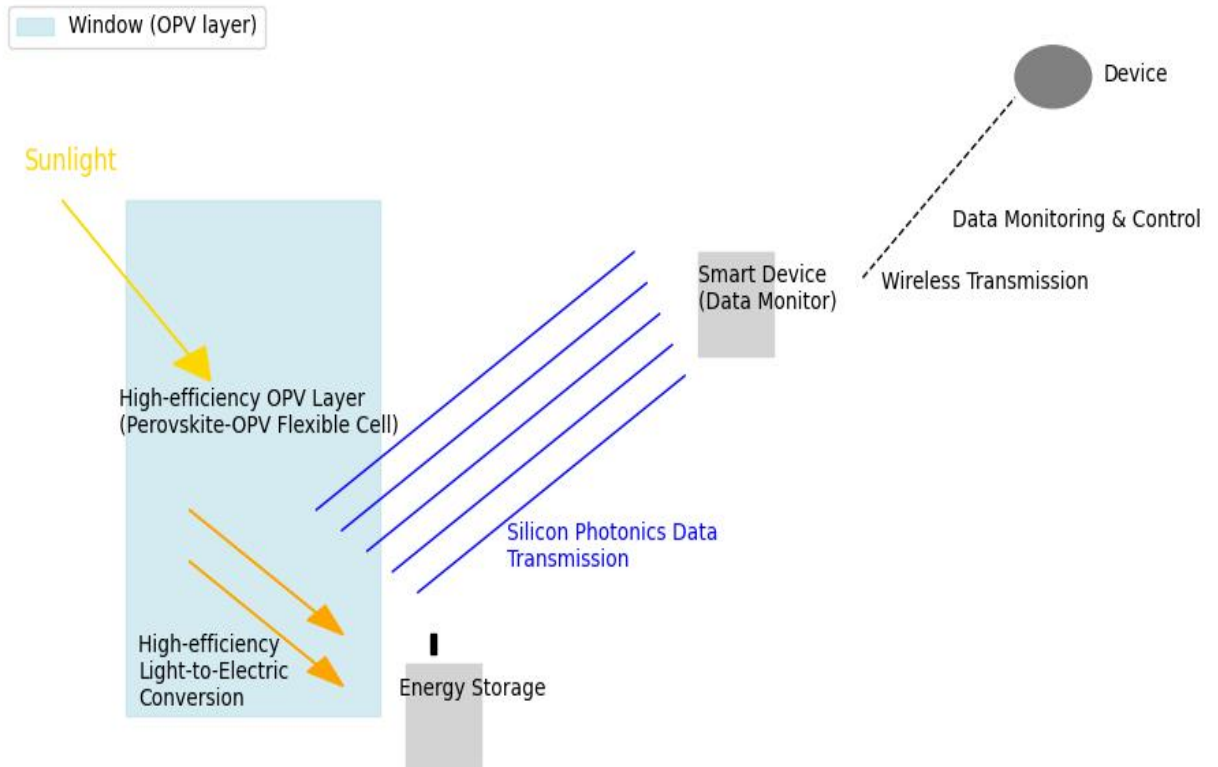 Window (OPV layer)
Device
Sunlight
Data Monitoring & Control
Smart Device
(Data Monitor)
Wireless Transmission
High-efficiency OPV Layer
(Perovskite-OPV Flexible Cell)
Silicon Photonics Data
Transmission
High-efficiency
Light-to-Electric
Conversion
Energy Storage